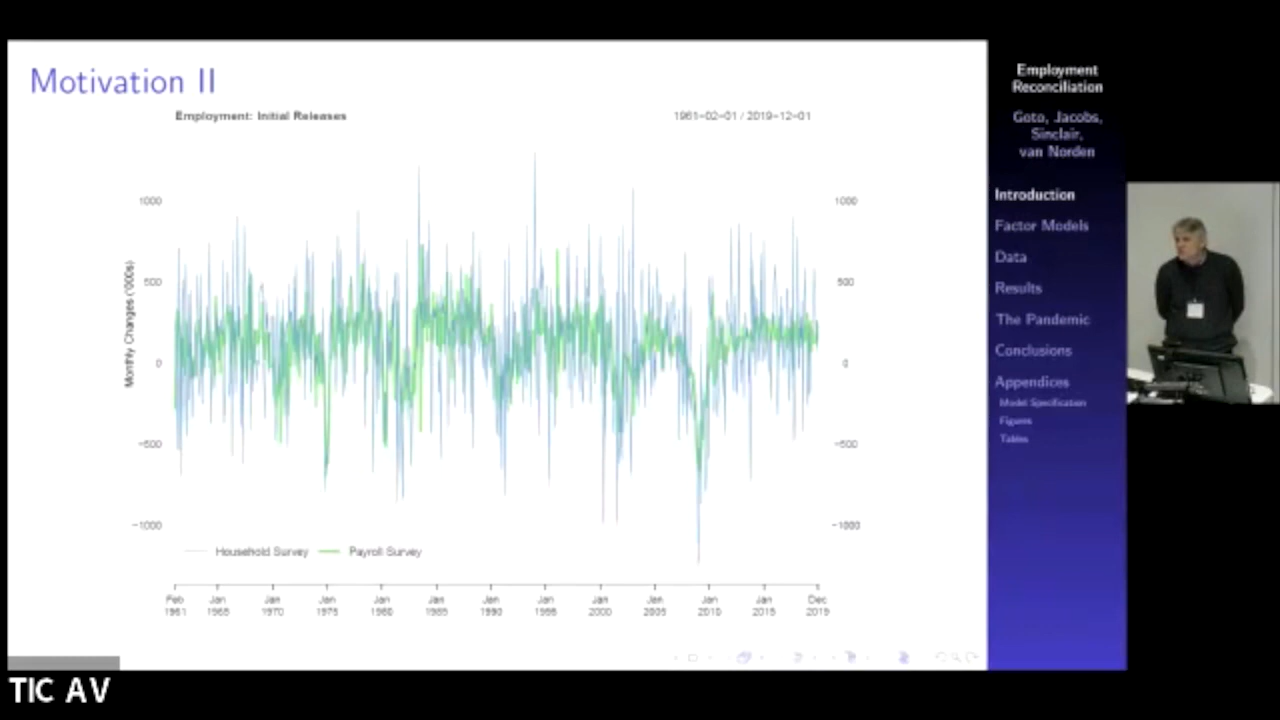 Motivation II
Employment: Initial Releases
1961-02-01 / 2019-12-01
Monthly Changes ('000s)
1000
500
0
-500
-1000
1000
500
0
-500
-1000
Household Survey
Payroll Survey
Feb 1961
Jan 1965
Jan 1970
Jan 1975
Jan 1980
Jan 1985
Jan 1990
Jan 1995
Jan 2000
Jan 2005
Jan 2010
Jan 2015
Dec 2019
Employment
Reconciliation
Goto, Jacobs,
Sinclair,
van Norden
Introduction
Factor Models
Data
Results
The Pandemic
Conclusions
Appendices
Model Specification
Figures
Tables
TIC AV